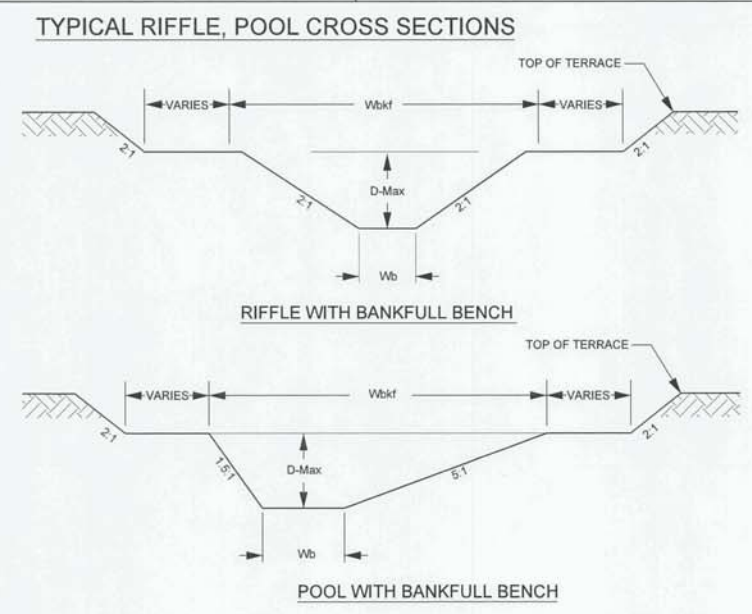 TYPICAL RIFFLE, POOL CROSS SECTIONS
TOP OF TERRACE
VARIES
Wbkf
VARIES
2:1
2:1
D-Max
2:1
2:1
Wb
RIFFLE WITH BANKFULL BENCH
TOP OF TERRACE
VARIES
Wbkf
VARIES
2:1
1.5:1
D-Max
5:1
2:1
Wb
POOL WITH BANKFULL BENCH